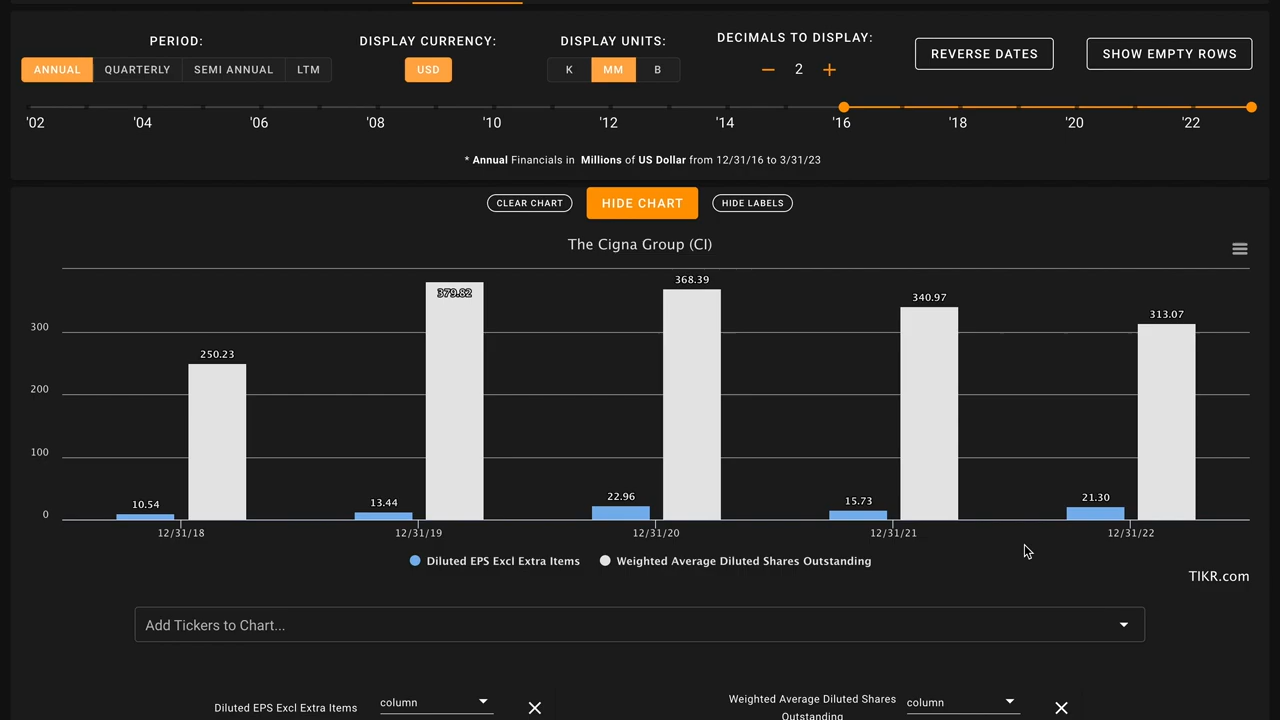 PERIOD:
DISPLAY CURRENCY:
DISPLAY UNITS:
DECIMALS TO DISPLAY:
ANNUAL QUARTERLY SEMI ANNUAL LTM
USD
K MM B
2
REVERSE DATES
SHOW EMPTY ROWS
'02 '04 '06 '08 '10 '12 '14 '16 '18 '20 '22
* Annual Financials in Millions of US Dollar from 12/31/16 to 3/31/23
CLEAR CHART
HIDE CHART
HIDE LABELS
The Cigna Group (CI)
300
200
100
0
10.54 250.23
13.44 379.82
22.96 368.39
15.73 340.97
21.30 313.07
12/31/18 12/31/19 12/31/20 12/31/21 12/31/22
Diluted EPS Excl Extra Items Weighted Average Diluted Shares Outstanding
TIKR.com
Add Tickers to Chart...
Diluted EPS Excl Extra Items column
Weighted Average Diluted Shares
Outstanding
column